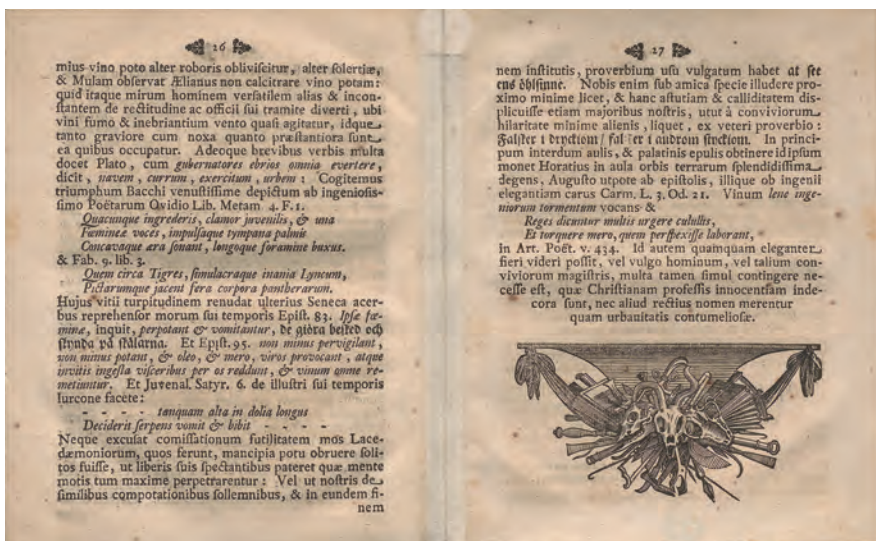 26
mius vino poto alter roboris obliviscitur, alter solertiæ,
& Mulam observat Ælianus non calcitrare vino potam:
quid itaque mirum hominem versatilem alias & incon-
stantem de rectitudine ac officii sui tramite diverti, ubi
vini fumo & inebriantium vento quasi agitatur, idque
tanto graviore cum noxa quanto præstantiora sunt
ea quibus occupatur. Adeoque brevibus verbis multa
docet Plato, cum gubernatores ebrios omnia evertere,
dicit, navem, currum, exercitum, urbem: Cogitemus
triumphum Bacchi venustissime depictum ab ingeniosis-
simo Poëtarum Ovidio Lib. Metam 4. F. 1.
Quacunque ingrederis, clamor juvenilis, & una
Fœmineæ voces, impulsaque tympana palmis
Concavaque æra sonant, longoque foramine buxus.
& Fab. 9. lib. 3.
Quem circa Tigres, simulacraque inania Lyncum,
Pictarumque jacent fera corpora pantherarum.
Hujus vitii turpitudinem renudat ulterius Seneca acer-
bus reprehensor morum sui temporis Epist. 83. Ipsæ fœ-
minæ, inquit, perpotant & vomitantur, de giöra besked och
stynda på skålarna. Et Epist. 95. non minus pervigilant,
non minus potant, & oleo, & mero, viros provocant, atque
invitis ingesta visceribus per os reddunt, & vinum omne re-
metiuntur. Et Juvenal. Satyr. 6. de illustri sui temporis
lurcone facete:
- - - - tanquam alta in dolia longus
Deciderit serpens vomit & bibit - - - -
Neque excusat comissationum futilitatem mos Lace-
dæmoniorum, quos ferunt, mancipia potu obruere soli-
tos fuisse, ut liberis suis spectantibus pateret quæ mente
motis tum maxime perpetrarentur: Vel ut nostris de
similibus compotationibus sollemnibus, & in eundem fi-
nem
27
nem institutis, proverbium usu vulgatum habet at see
ens ödlsinne. Nobis enim sub amica specie illudere pro-
ximo minime licet, & hanc astutiam & calliditatem dis-
plicuisse etiam majoribus nostris, utut à conviviorum
hilaritate minime alienis, liquet, ex veteri proverbio:
Falster i dryckiom / i androm
In princi-
pum interdum aulis, & palatinis epulis obtinere id ipsum
monet Horatius in aula orbis terrarum splendidissima
degens, Augusto utpote ab epistolis, illique ob ingenii
elegantiam carus Carm. L. 3. Od. 21. Vinum lene inge-
niorum tormentum vocans &
Reges dicuntur multis urgere culullis,
Et torquere mero, quem perspexisse laborant,
in Art. Poët. v. 434. Id autem quamquam eleganter
fieri videri possit, vel vulgo hominum, vel talium con-
viviorum magistris, multa tamen simul contingere ne-
cesse est, quæ Christianam professis innocentiam inde-
cora sunt, nec aliud rectius nomen merentur
quam urbanitatis contumeliosæ.